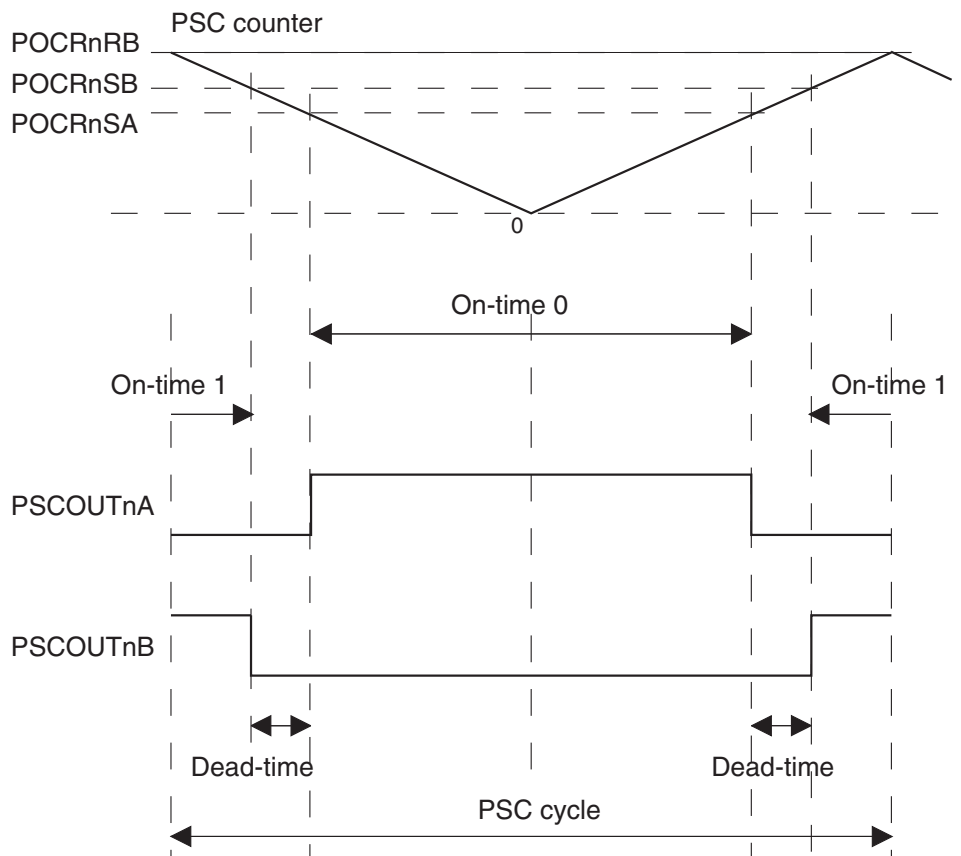 PSC counter
POCRnRB
POCRnSB
POCRnSA
0
On-time 0
On-time 1
On-time 1
PSCOUTnA
PSCOUTnB
Dead-time
Dead-time
PSC cycle